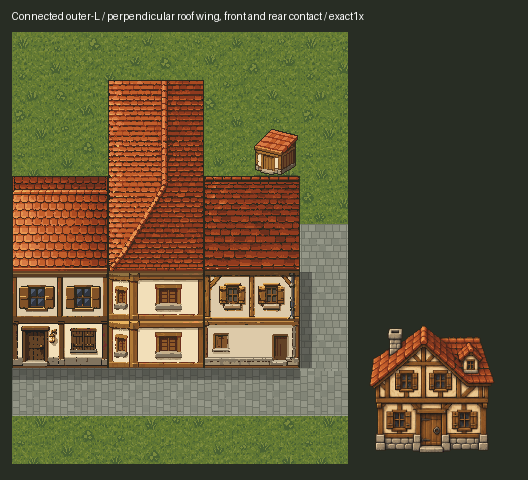 Connected outer-L / perpendicular roof wing, front and rear contact / exact1x